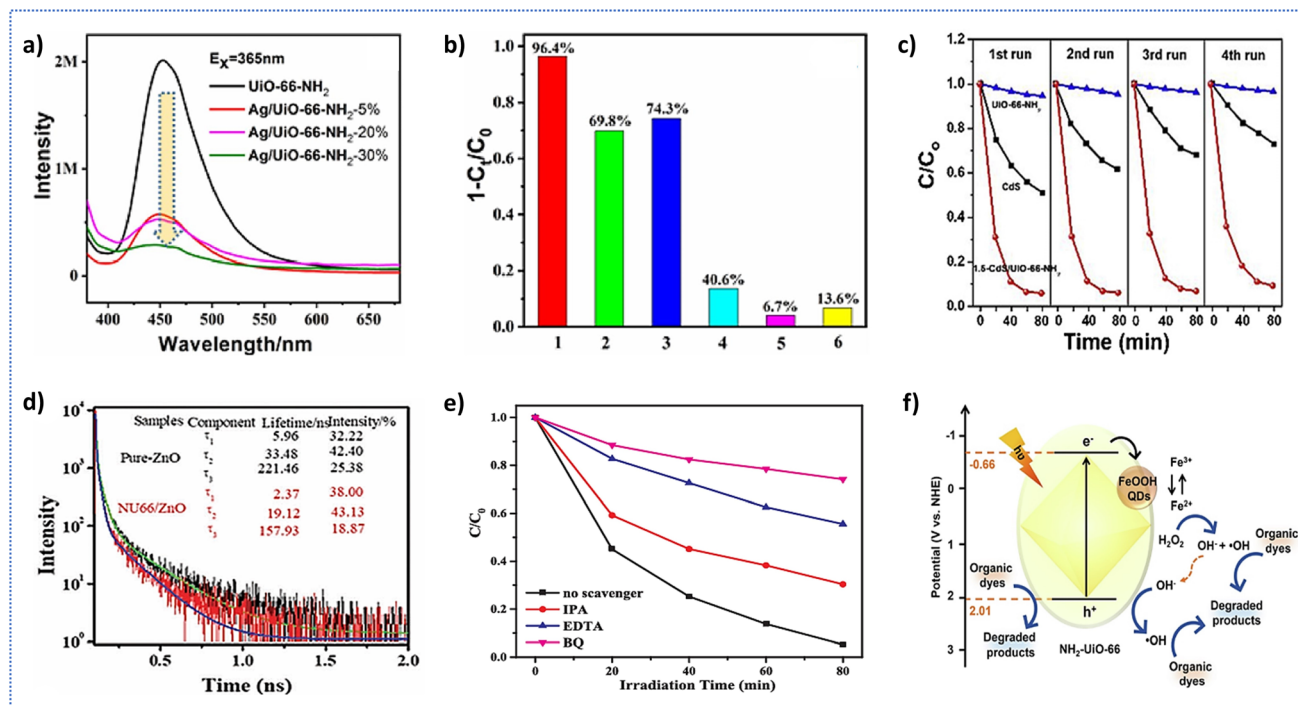 a)
2M
1M
0
Intensity
400 450 500 550 600 650
Wavelength/nm
Eₓ=365nm
UiO-66-NH₂
Ag/UiO-66-NH₂-5%
Ag/UiO-66-NH₂-20%
Ag/UiO-66-NH₂-30%
b)
1.0
0.8
0.6
0.4
0.2
0.0
1-Cₜ/C₀
96.4%
69.8%
74.3%
40.6%
6.7%
13.6%
1 2 3 4 5 6
c)
1.2
1.0
0.8
0.6
0.4
0.2
0.0
C/Cₒ
1st run 2nd run 3rd run 4th run
UiO-66-NH₂
CdS
1.5-CdS/UiO-66-NH₂
0 40 80 0 40 80 0 40 80 0 40 80
Time (min)
d)
10⁴
10³
10²
10¹
10⁰
Intensity
Samples Component Lifetime/ns Intensity/%
τ₁ 5.96 32.22
Pure-ZnO τ₂ 33.48 42.40
τ₃ 221.46 25.38
τ₁ 2.37 38.00
NU66/ZnO τ₂ 19.12 43.13
τ₃ 157.93 18.87
0.5 1.0 1.5 2.0
Time (ns)
e)
1.0
0.8
0.6
0.4
0.2
0.0
C/C₀
no scavenger
IPA
EDTA
BQ
0 20 40 60 80
Irradiation Time (min)
f)
Potential (V vs. NHE)
-1
0
1
2
3
-0.66
2.01
hυ
e⁻
h⁺
FeOOH
QDs
Fe³⁺
Fe²⁺
H₂O₂
OH⁻ + •OH
OH⁻
•OH
Organic
dyes
Degraded
products
Organic
dyes
Degraded
products
Organic
dyes
NH₂-UiO-66